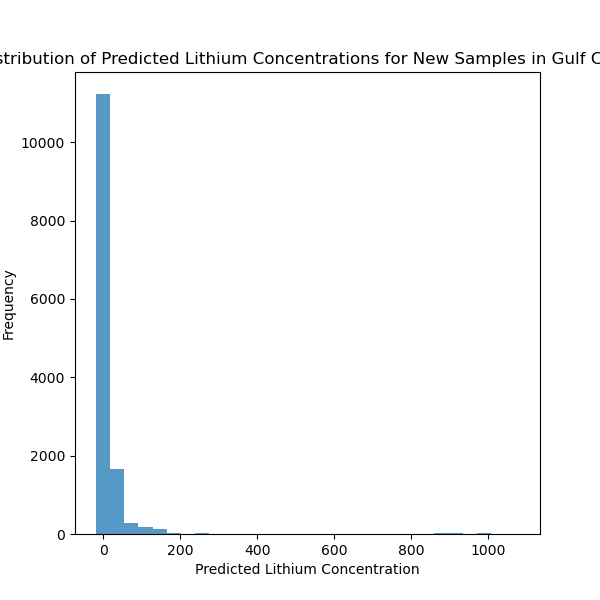 stribution of Predicted Lithium Concentrations for New Samples in Gulf C
10000
8000
6000
4000
2000
0
Frequency
0 200 400 600 800 1000
Predicted Lithium Concentration